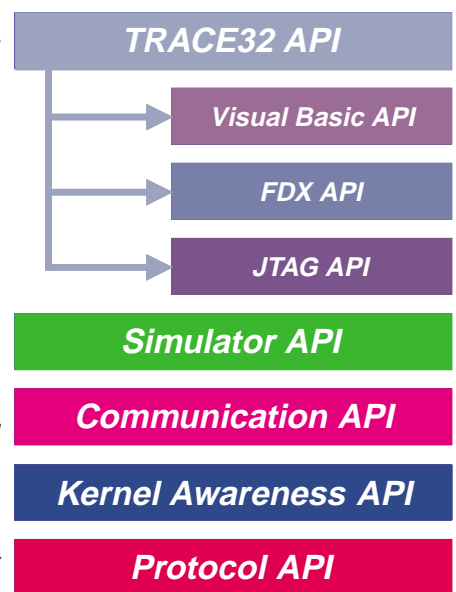 TRACE32 API
Visual Basic API
FDX API
JTAG API
Simulator API
Communication API
Kernel Awareness API
Protocol API